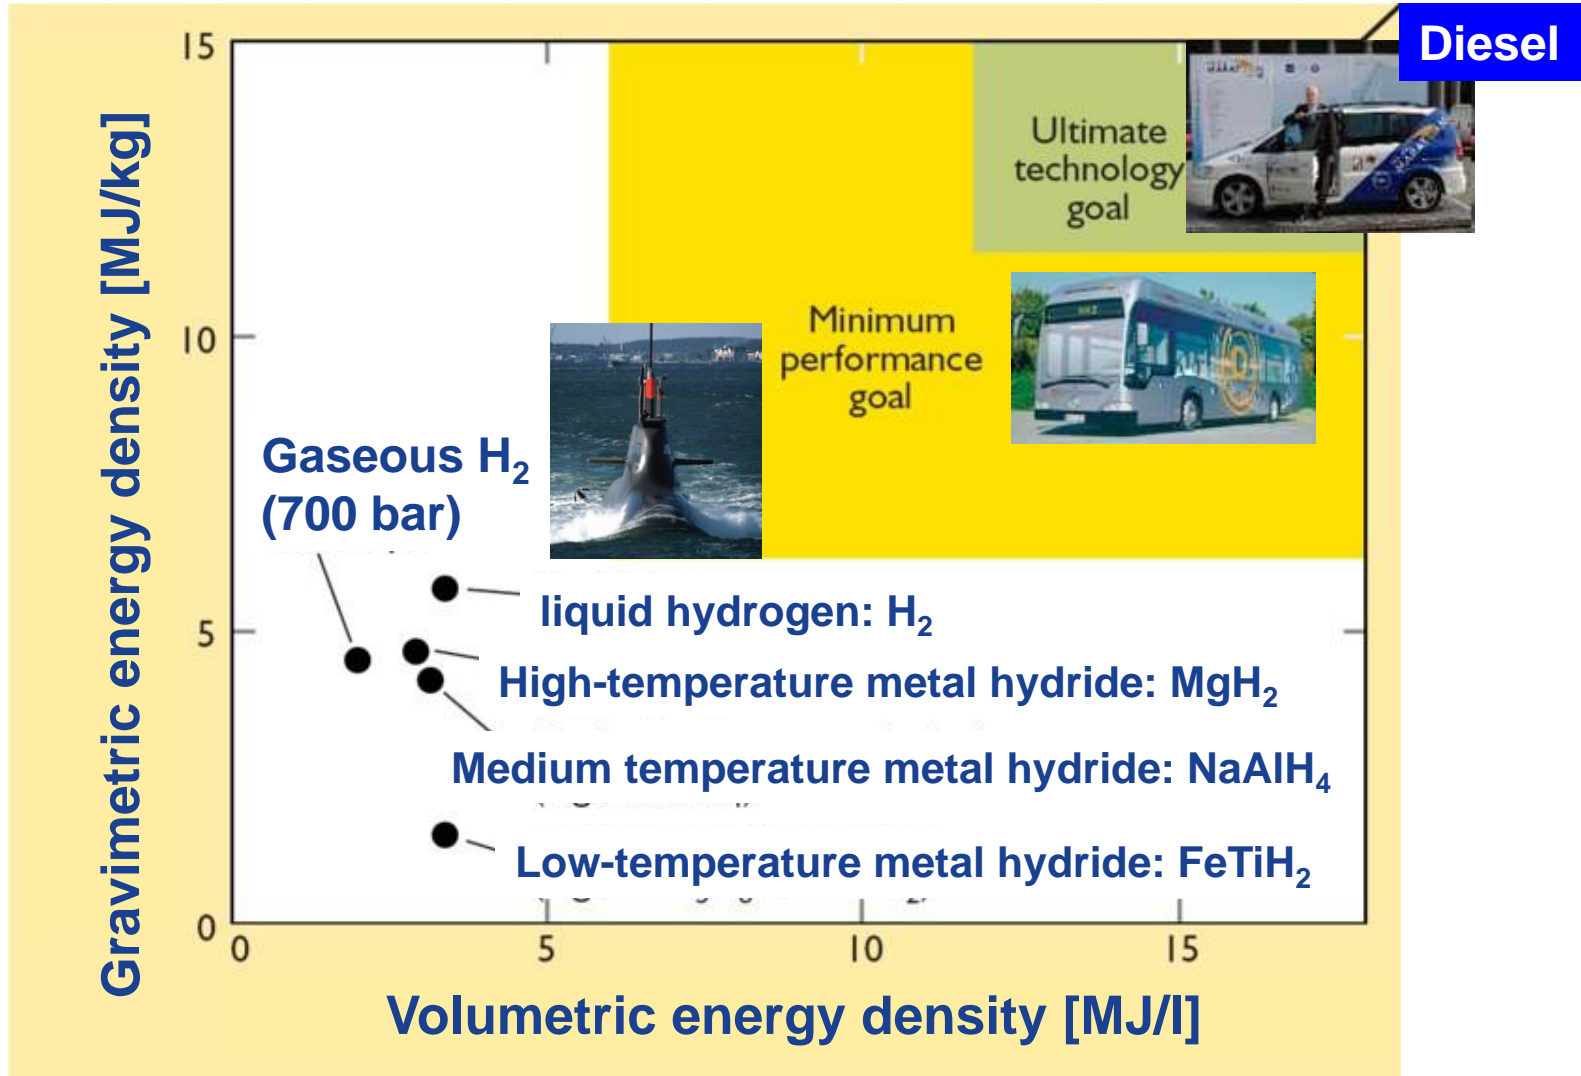 Diesel
15
Ultimate
technology
goal
Gravimetric energy density [MJ/kg]
10
Minimum
performance
goal
Gaseous H₂
(700 bar)
liquid hydrogen: H₂
5
High-temperature metal hydride: MgH₂
Medium temperature metal hydride: NaAlH₄
Low-temperature metal hydride: FeTiH₂
0
0 5 10 15
Volumetric energy density [MJ/l]